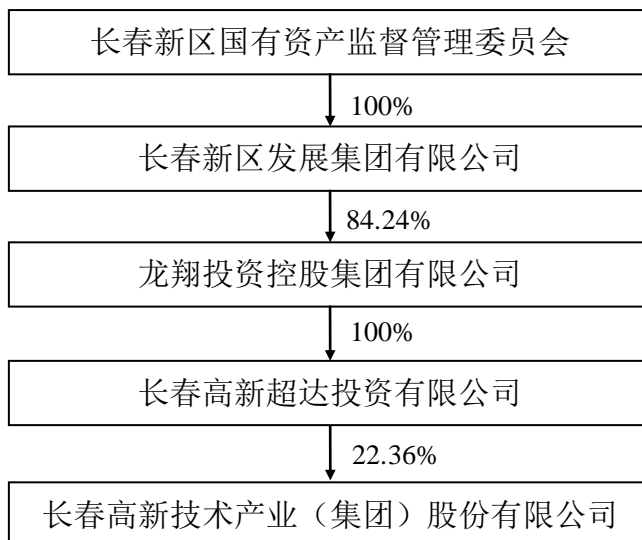 长春新区国有资产监督管理委员会
100%
长春新区发展集团有限公司
84.24%
龙翔投资控股集团有限公司
100%
长春高新超达投资有限公司
22.36%
长春高新技术产业（集团）股份有限公司